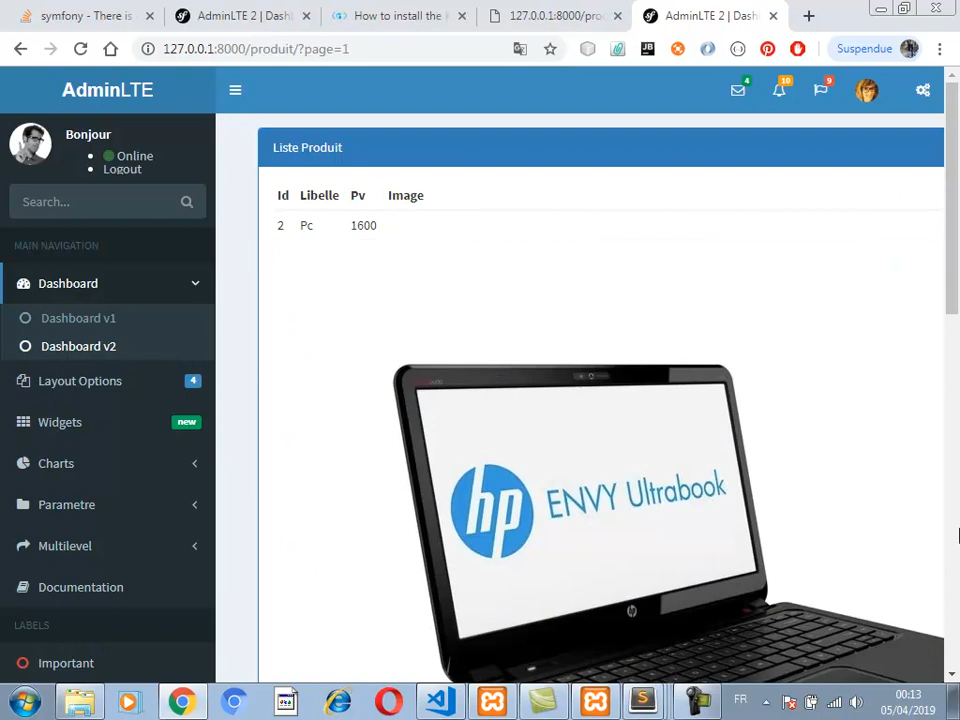 symfony - There is
AdminLTE 2 | Dashb
How to install the
127.0.0.1:8000/pro
AdminLTE 2 | Dash
127.0.0.1:8000/produit/?page=1
JB
Suspendue
AdminLTE
4
10
9
Bonjour
Online
Logout
Search...
MAIN NAVIGATION
Dashboard
Dashboard v1
Dashboard v2
Layout Options 4
Widgets new
Charts
Parametre
Multilevel
Documentation
LABELS
Important
Liste Produit
Id Libelle Pv Image
2 Pc 1600
hp ENVY Ultrabook
hp
FR
00:13
05/04/2019